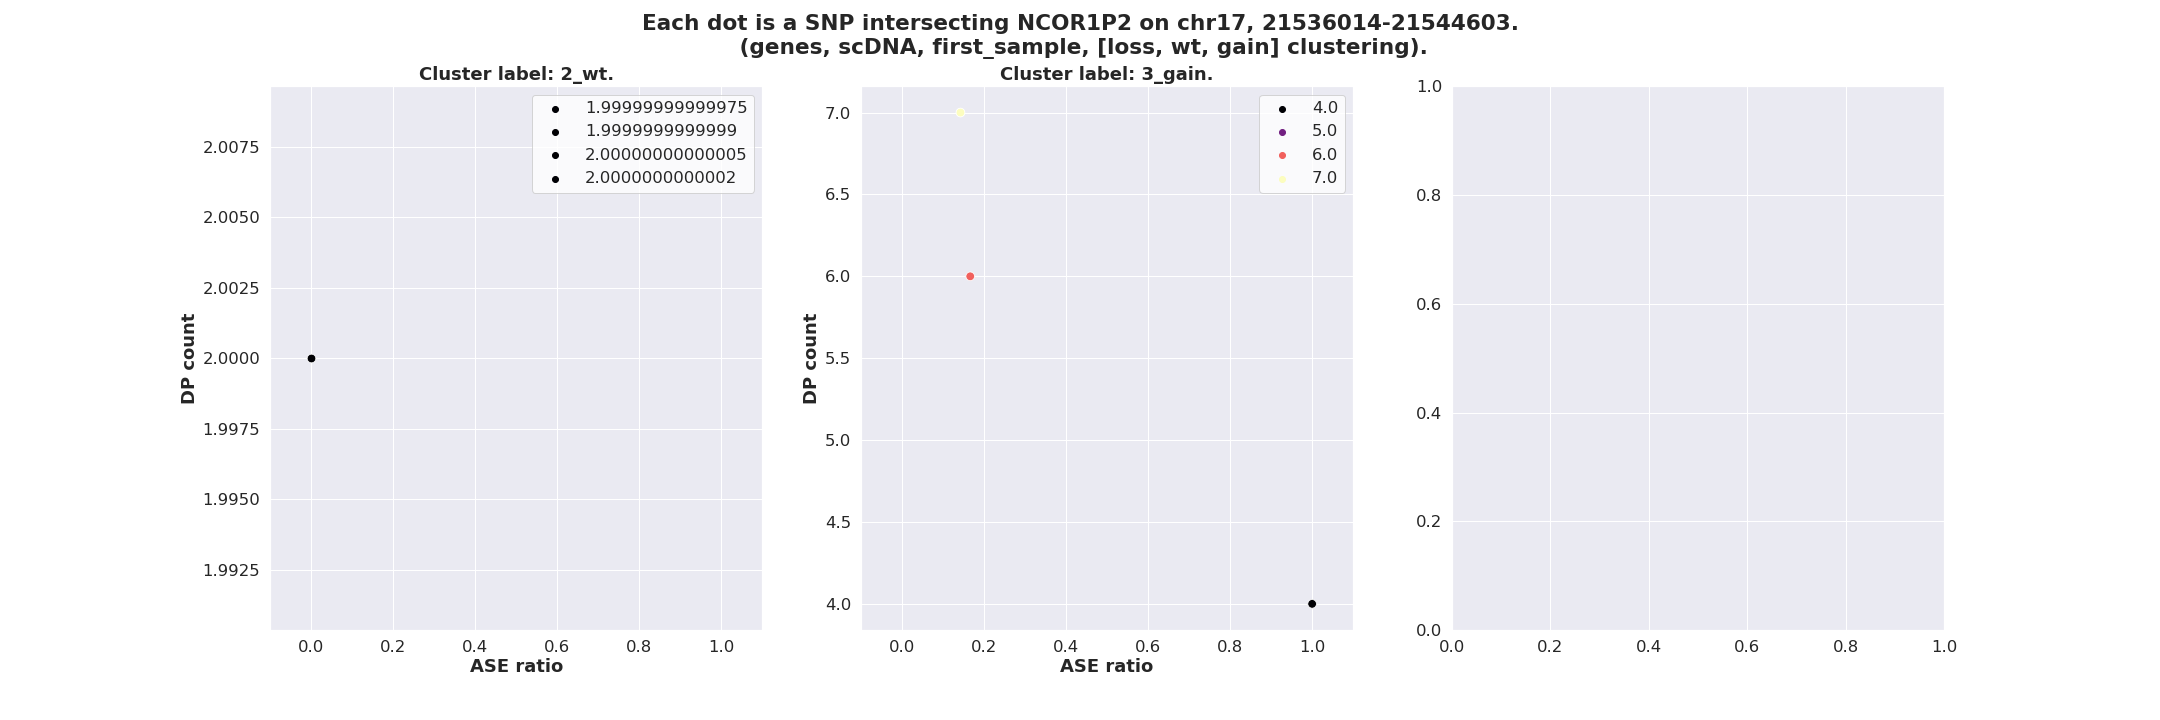 Each dot is a SNP intersecting NCOR1P2 on chr17, 21536014-21544603.
(genes, scDNA, first_sample, [loss, wt, gain] clustering).
Cluster label: 2_wt.
1.99999999999975
1.9999999999999
2.00000000000005
2.0000000000002
2.0075
2.0050
2.0025
2.0000
1.9975
1.9950
1.9925
DP count
0.0 0.2 0.4 0.6 0.8 1.0
ASE ratio
Cluster label: 3_gain.
4.0
5.0
6.0
7.0
7.0
6.5
6.0
5.5
5.0
4.5
4.0
DP count
0.0 0.2 0.4 0.6 0.8 1.0
ASE ratio
1.0
0.8
0.6
0.4
0.2
0.0
0.0 0.2 0.4 0.6 0.8 1.0